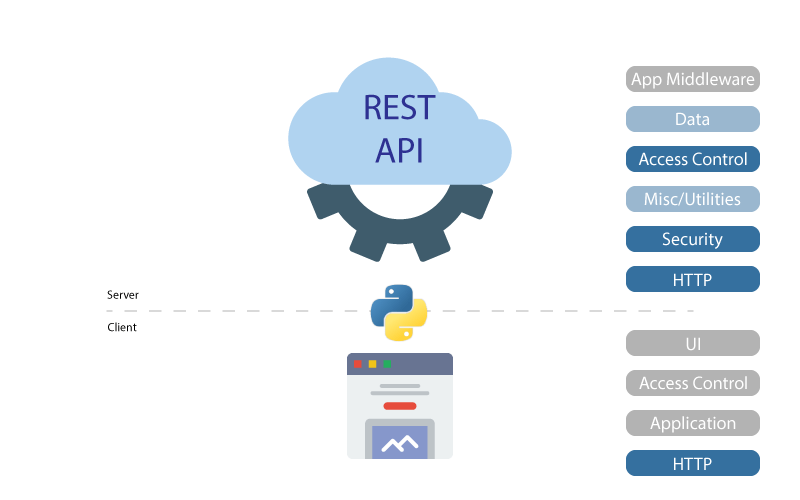 REST
API
Server
Client
App Middleware
Data
Access Control
Misc/Utilities
Security
HTTP
UI
Access Control
Application
HTTP